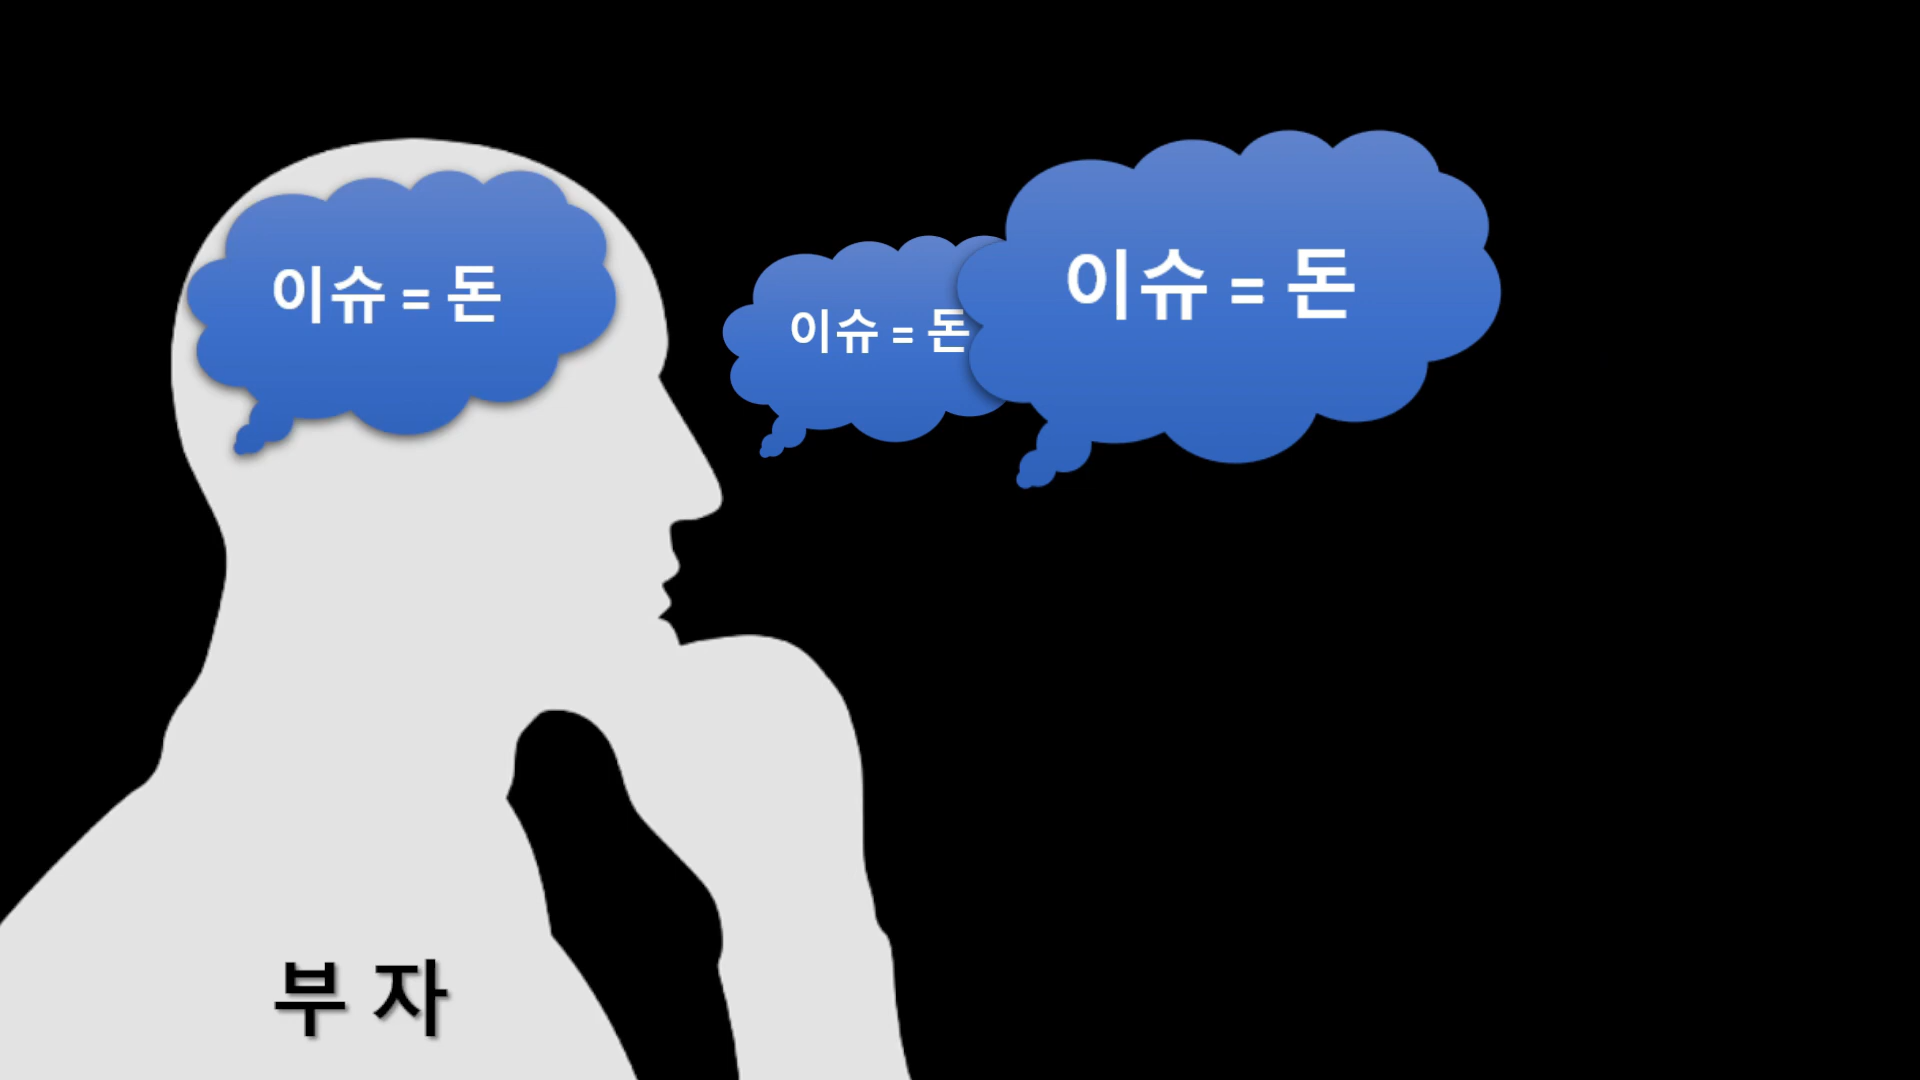 이슈 = 돈
이슈 = 돈
이슈 = 돈
부 자